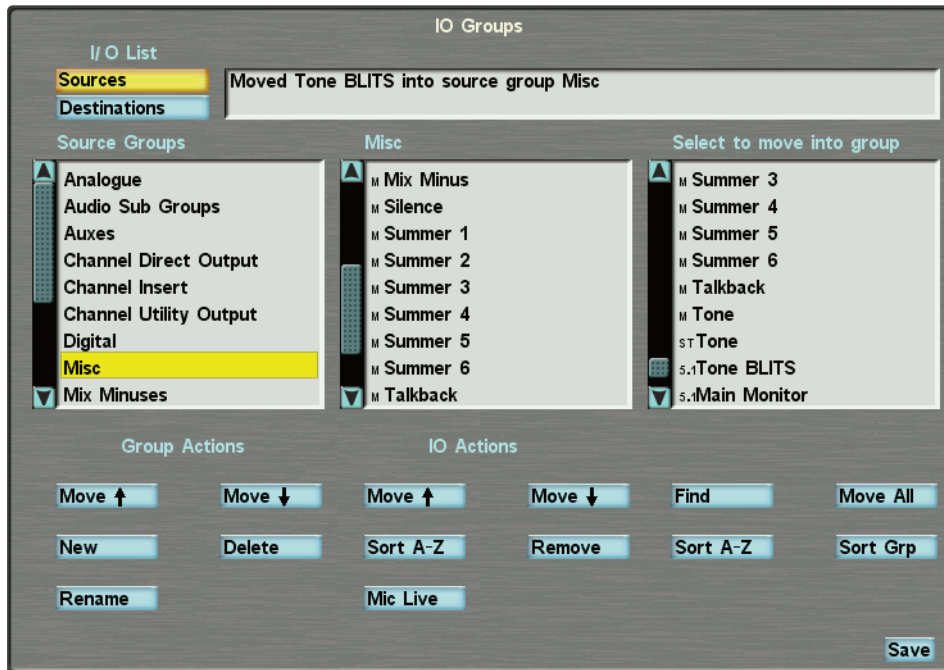 IO Groups
I/O List
Sources
Destinations
Moved Tone BLITS into source group Misc
Source Groups
Analogue
Audio Sub Groups
Auxes
Channel Direct Output
Channel Insert
Channel Utility Output
Digital
Misc
Mix Minuses
Misc
M Mix Minus
M Silence
M Summer 1
M Summer 2
M Summer 3
M Summer 4
M Summer 5
M Summer 6
M Talkback
Select to move into group
M Summer 3
M Summer 4
M Summer 5
M Summer 6
M Talkback
M Tone
ST Tone
5.1 Tone BLITS
5.1 Main Monitor
Group Actions
Move ↑
Move ↓
New
Delete
Rename
IO Actions
Move ↑
Move ↓
Sort A-Z
Remove
Mic Live
Find
Move All
Sort A-Z
Sort Grp
Save